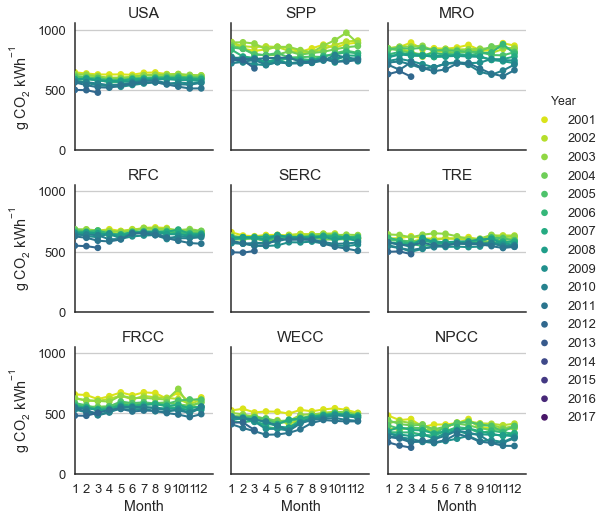 USA
SPP
MRO
1000
500
0
g CO₂ kWh⁻¹
RFC
SERC
TRE
1000
500
0
g CO₂ kWh⁻¹
FRCC
WECC
NPCC
1000
500
0
g CO₂ kWh⁻¹
1 2 3 4 5 6 7 8 9 10 11 12
1 2 3 4 5 6 7 8 9 10 11 12
1 2 3 4 5 6 7 8 9 10 11 12
Month
Month
Month
Year
2001
2002
2003
2004
2005
2006
2007
2008
2009
2010
2011
2012
2013
2014
2015
2016
2017